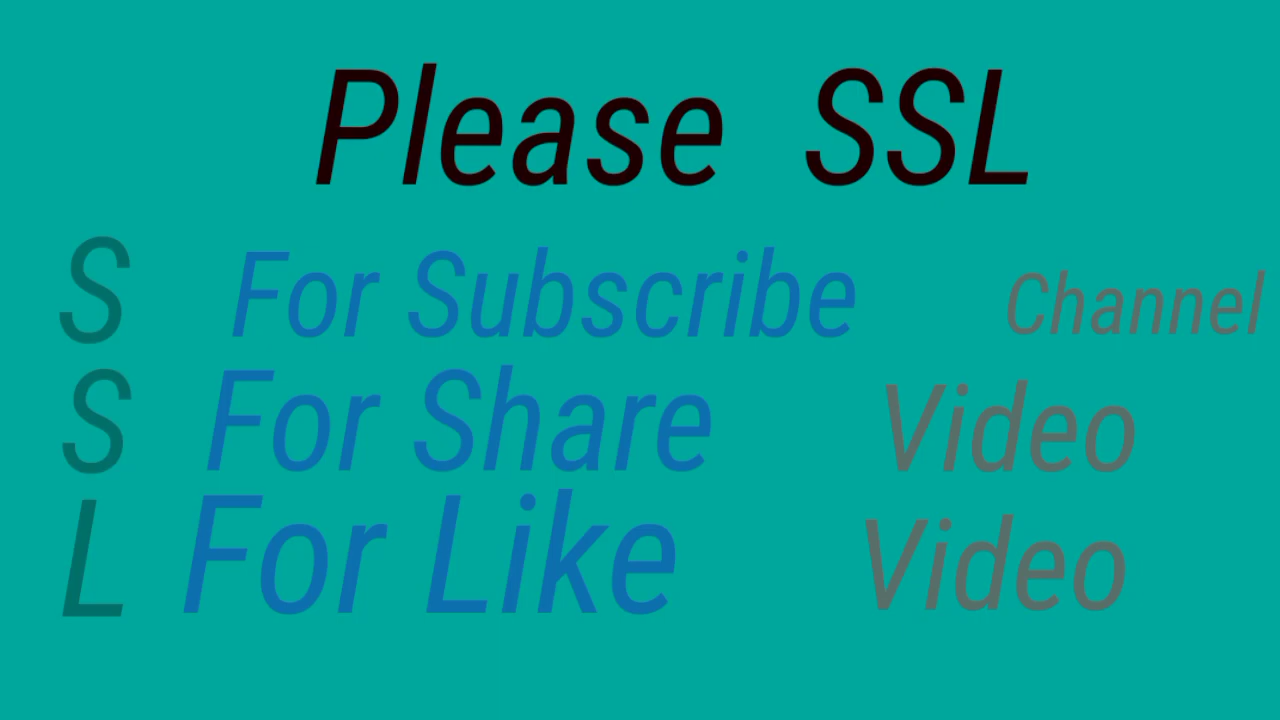 Please SSL
S For Subscribe Channel
S For Share Video
L For Like Video